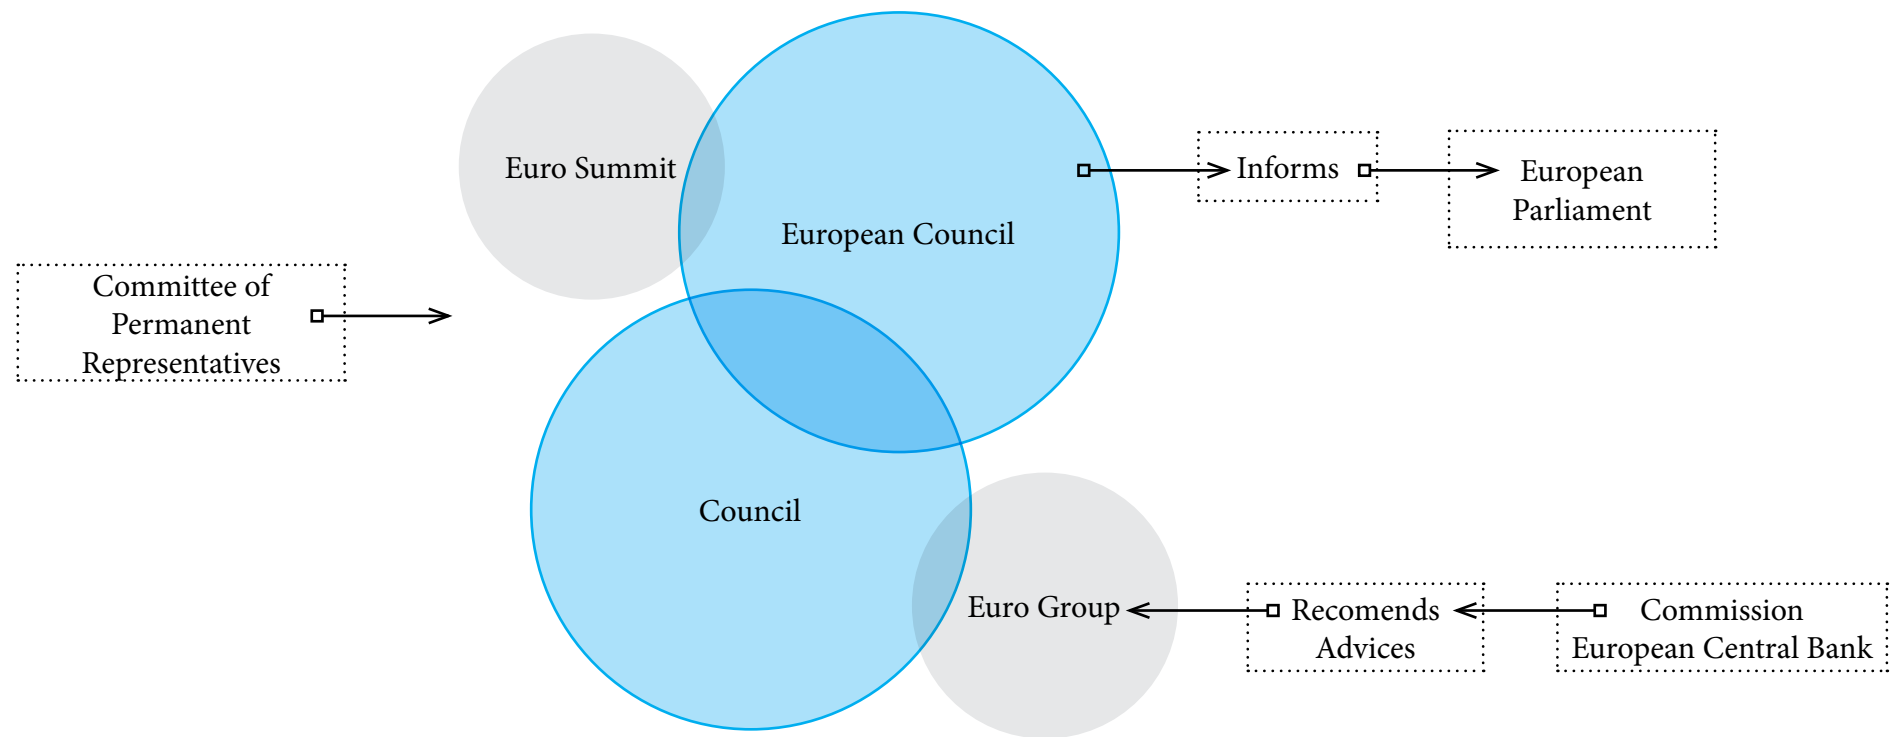 Euro Summit
European Council
Informs
European
Parliament
Committee of
Permanent
Representatives
Council
Euro Group
Recomends
Advices
Commission
European Central Bank